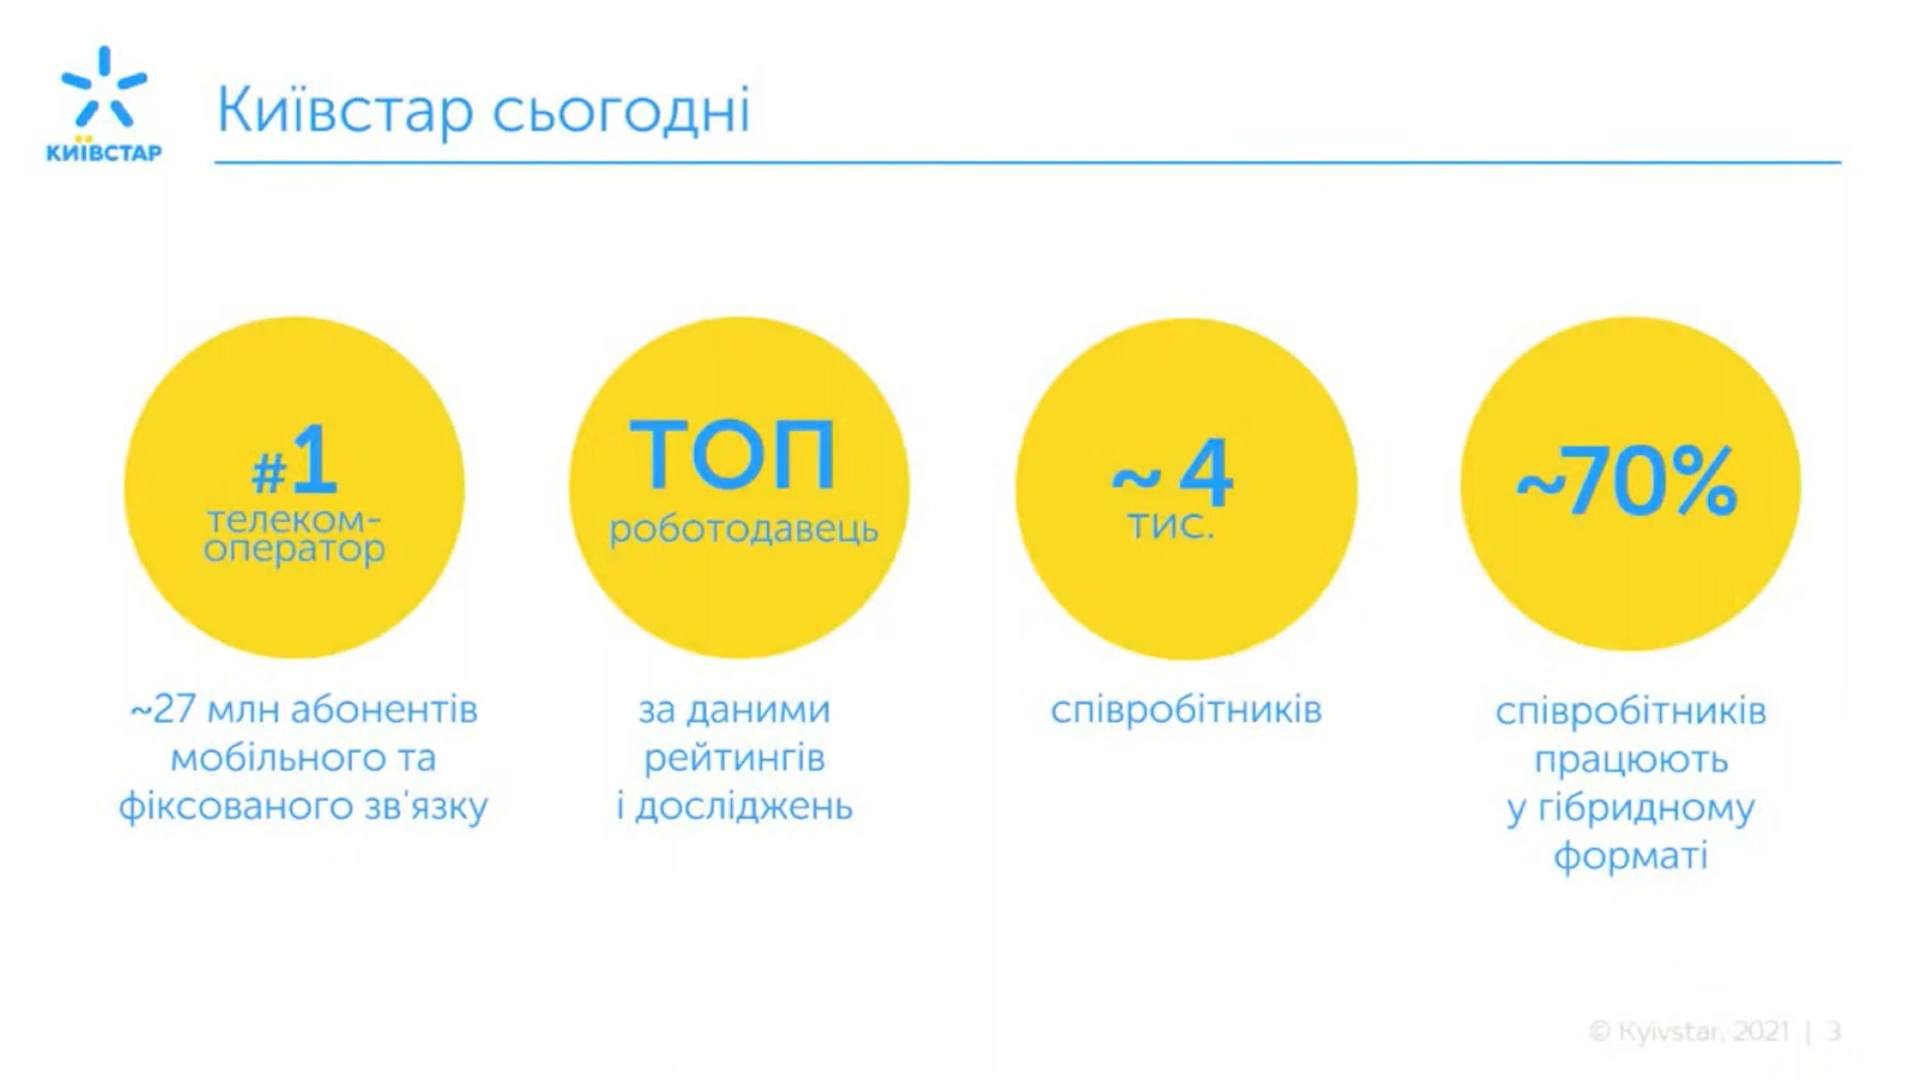 КИЇВСТАР
Київстар сьогодні
#1
телеком-
оператор
~27 млн абонентів
мобільного та
фіксованого зв'язку
ТОП
роботодавець
за даними
рейтингів
і досліджень
~ 4
тис.
співробітників
~70%
співробітників
працюють
у гібридному
форматі
© Kyivstar, 2021 | 3